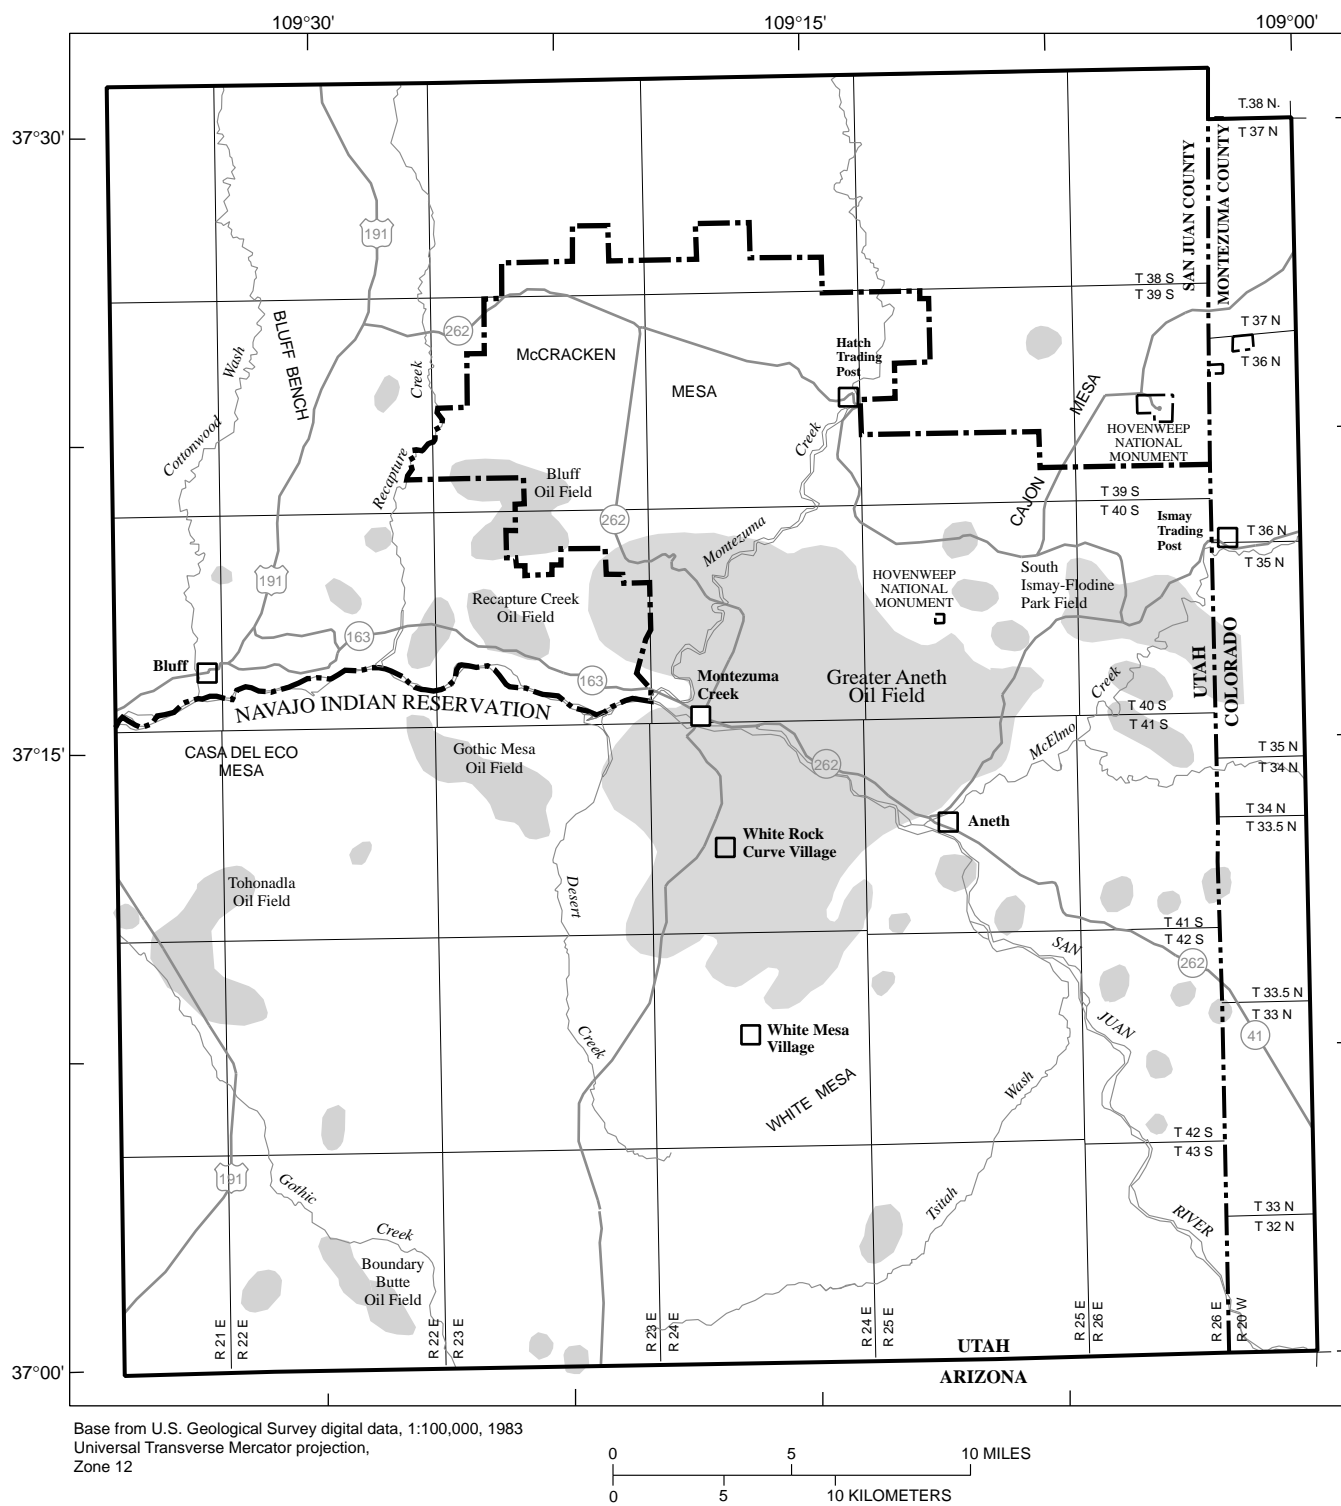 109°30'
109°15'
109°00'
37°30'
T.38 N.
T 37 N
SAN JUAN COUNTY
MONTEZUMA COUNTY
191
T 38 S
T 39 S
262
BLUFF BENCH
Wash
Cottonwood
Creek
Recapture
McCRACKEN
MESA
Hatch
Trading
Post
T 37 N
T 36 N
MESA
CAJON
HOVENWEEP
NATIONAL
MONUMENT
Creek
Montezuma
Bluff
Oil Field
262
T 39 S
T 40 S
Ismay
Trading
Post
T 36 N
T 35 N
191
HOVENWEEP
NATIONAL
MONUMENT
South
Ismay-Flodine
Park Field
Recapture Creek
Oil Field
163
Bluff
163
Montezuma
Creek
Greater Aneth
Oil Field
UTAH
COLORADO
NAVAJO INDIAN RESERVATION
Creek
McElmo
T 40 S
T 41 S
37°15'
CASA DEL ECO
MESA
Gothic Mesa
Oil Field
262
T 35 N
T 34 N
T 34 N
T 33.5 N
Aneth
White Rock
Curve Village
Tohonadla
Oil Field
Desert
Creek
T 41 S
T 42 S
SAN
JUAN
RIVER
262
T 33.5 N
T 33 N
41
White Mesa
Village
WHITE MESA
Wash
Tsitah
T 42 S
T 43 S
191
Gothic
Creek
T 33 N
T 32 N
Boundary
Butte
Oil Field
R 21 E
R 22 E
R 22 E
R 23 E
R 23 E
R 24 E
R 24 E
R 25 E
R 25 E
R 26 E
R 26 E
R 20 W
37°00'
UTAH
ARIZONA
Base from U.S. Geological Survey digital data, 1:100,000, 1983
Universal Transverse Mercator projection,
Zone 12
0 5 10 MILES
0 5 10 KILOMETERS